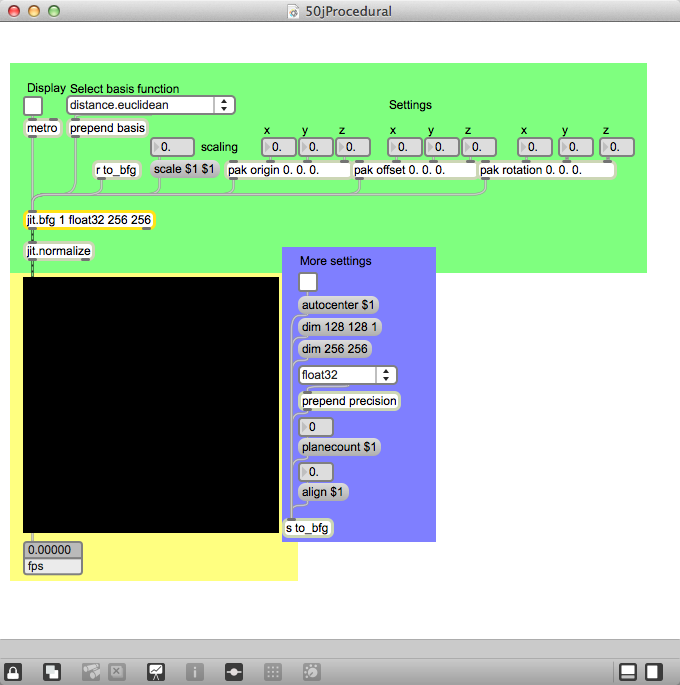 50jProcedural
Display Select basis function
distance.euclidean
Settings
metro prepend basis
x y z x y z x y z
0. scaling 0. 0. 0. 0. 0. 0. 0. 0. 0.
r to_bfg scale $1 $1 pak origin 0. 0. 0. pak offset 0. 0. 0. pak rotation 0. 0. 0.
jit.bfg 1 float32 256 256
jit.normalize
More settings
autocenter $1
dim 128 128 1
dim 256 256
float32
prepend precision
0
planecount $1
0.
align $1
s to_bfg
0.00000
fps